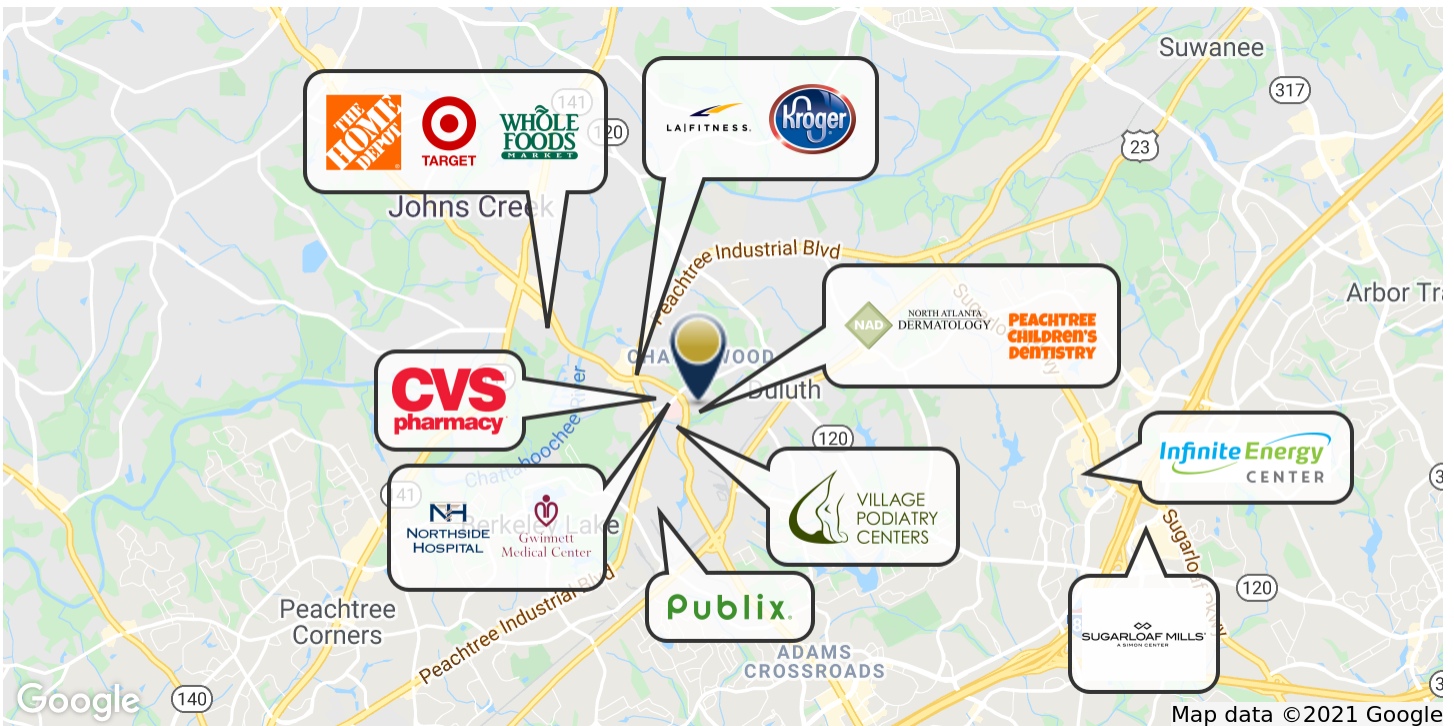 Suwanee
317
141
120
23
THE
HOME
DEPOT
TARGET
WHOLE
FOODS
MARKET
LA|FITNESS.
Kroger
Johns Creek
Peachtree Industrial Blvd
Arbor Tra
NAD
NORTH ATLANTA
DERMATOLOGY
PEACHTREE
CHILDREN'S
DENTISTRY
Duluth
CVS
pharmacy
Chattahoochee River
120
Infinite Energy
CENTER
141
NH
NORTHSIDE
HOSPITAL
Gwinnett
Medical Center
Berkeley Lake
VILLAGE
PODIATRY
CENTERS
Publix.
Peachtree Industrial Blvd
Peachtree
Corners
SUGARLOAF MILLS
A SIMON CENTER
Sugarloaf Pkwy
120
ADAMS
CROSSROADS
140
Google
Map data ©2021 Google